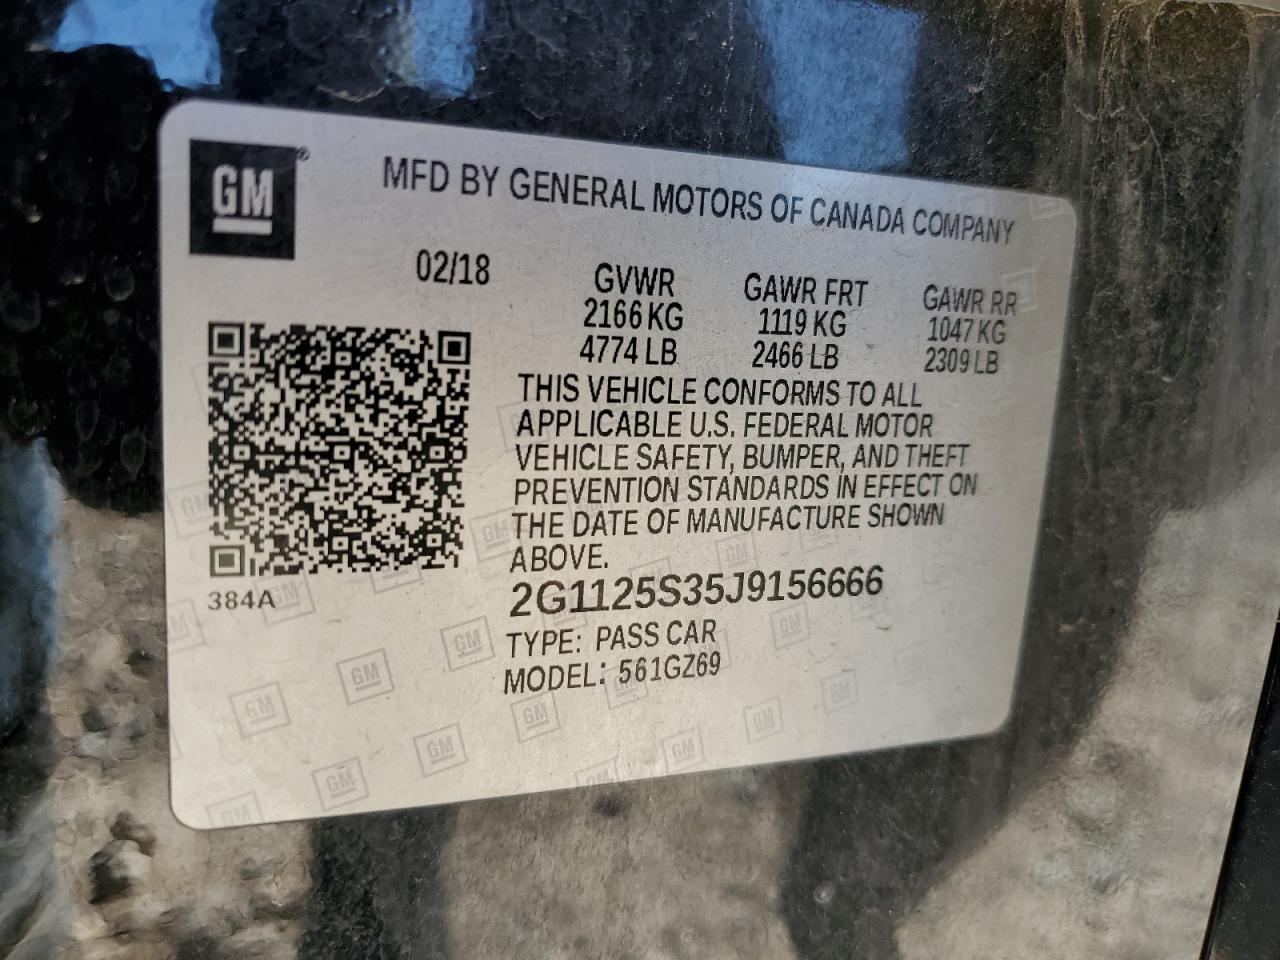 GM®
MFD BY GENERAL MOTORS OF CANADA COMPANY
02/18
GVWR GAWR FRT GAWR RR
2166 KG 1119 KG 1047 KG
4774 LB 2466 LB 2309 LB
THIS VEHICLE CONFORMS TO ALL
APPLICABLE U.S. FEDERAL MOTOR
VEHICLE SAFETY, BUMPER, AND THEFT
PREVENTION STANDARDS IN EFFECT ON
THE DATE OF MANUFACTURE SHOWN
ABOVE.
384A
2G1125S35J9156666
TYPE: PASS CAR
MODEL: 561GZ69